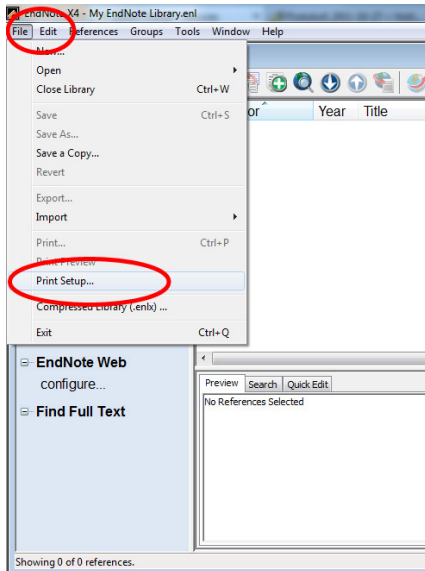 EndNote X4 - My EndNote Library.enl
File Edit References Groups Tools Window Help
New...
Open
Close Library Ctrl+W
Year Title
Save Ctrl+S
Save As...
Save a Copy...
Revert
Export...
Import
Print... Ctrl+P
Print Preview
Print Setup...
Compressed Library (.enlx) ...
Exit Ctrl+Q
EndNote Web
configure...
Find Full Text
Preview Search Quick Edit
No References Selected
Showing 0 of 0 references.